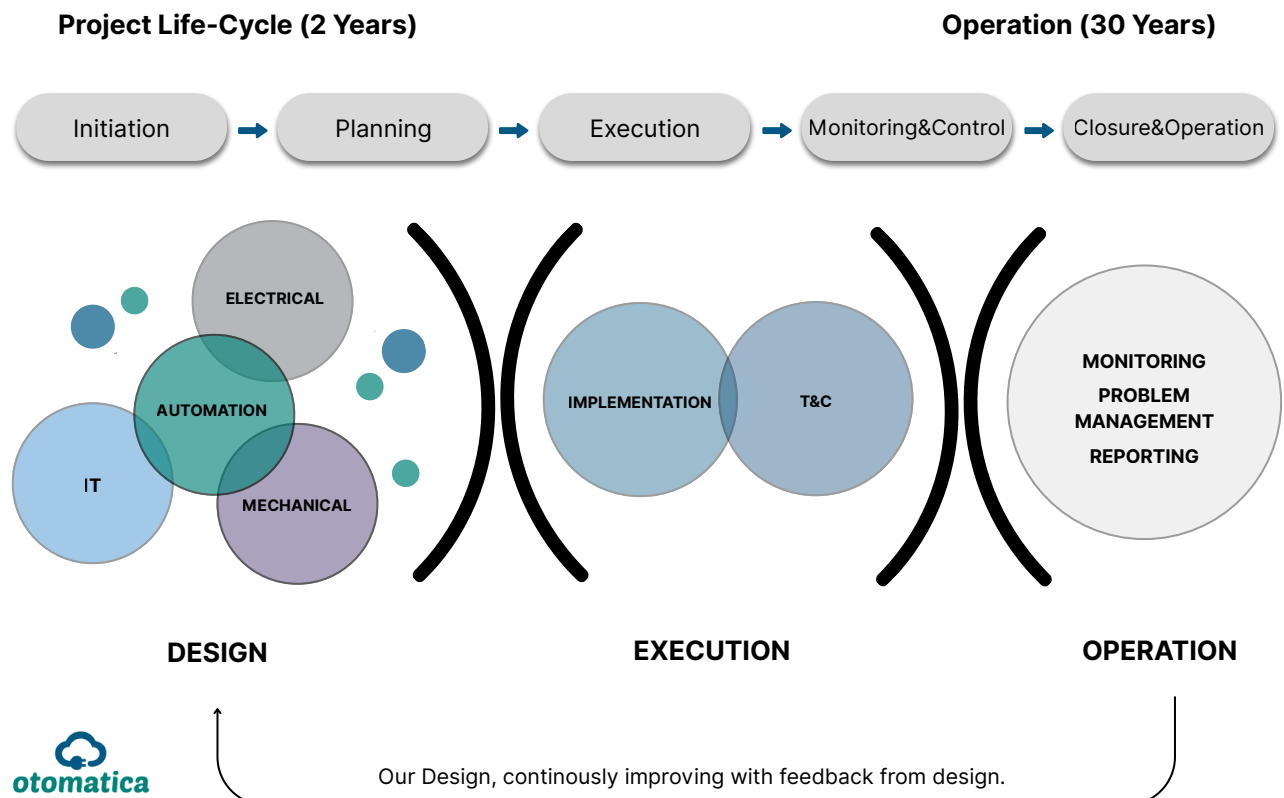 Project Life-Cycle (2 Years)
Operation (30 Years)
Initiation
Planning
Execution
Monitoring&Control
Closure&Operation
ELECTRICAL
AUTOMATION
IT
MECHANICAL
IMPLEMENTATION
T&C
MONITORING
PROBLEM
MANAGEMENT
REPORTING
DESIGN
EXECUTION
OPERATION
otomatica
Our Design, continously improving with feedback from design.